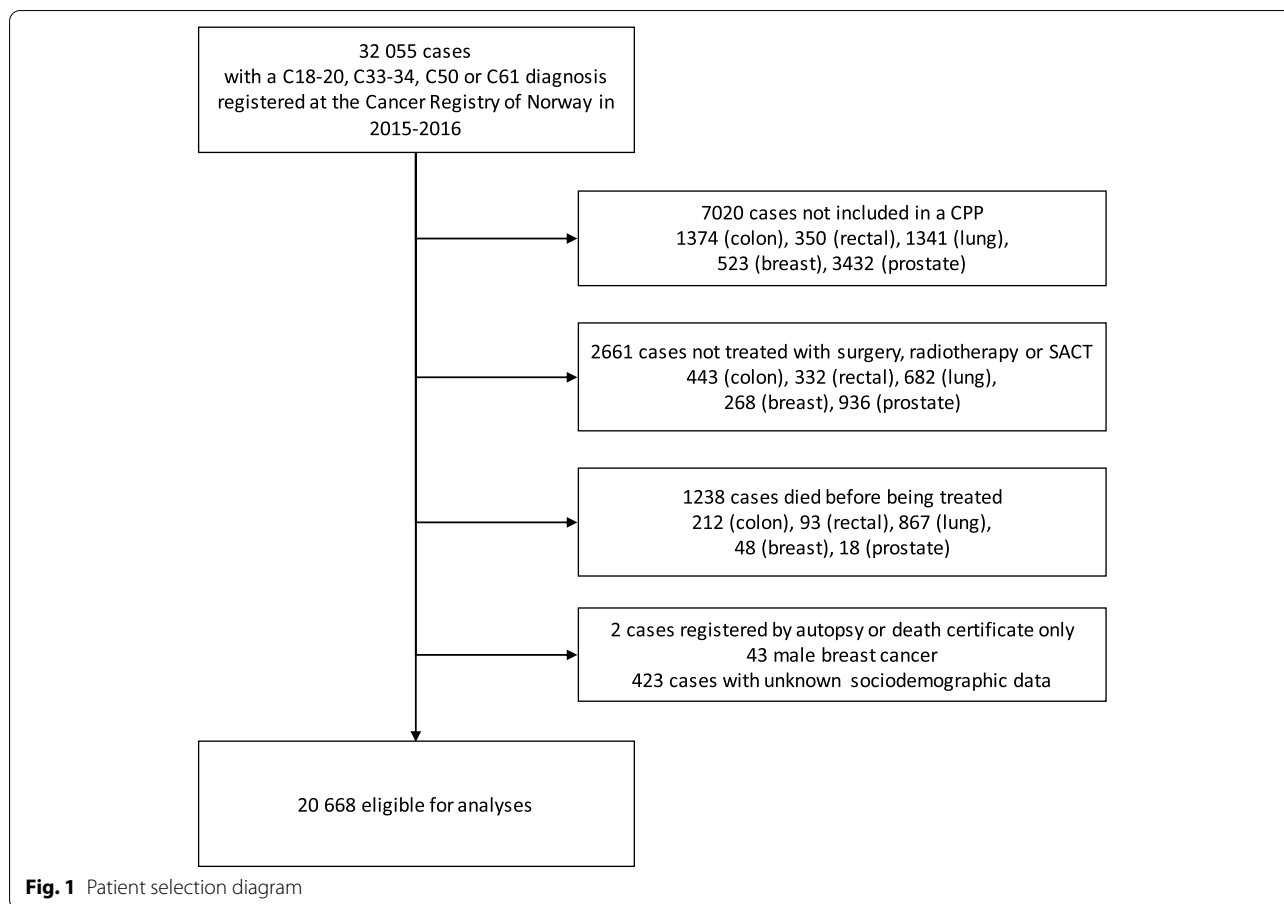 32 055 cases
with a C18-20, C33-34, C50 or C61 diagnosis
registered at the Cancer Registry of Norway in
2015-2016
7020 cases not included in a CPP
1374 (colon), 350 (rectal), 1341 (lung),
523 (breast), 3432 (prostate)
2661 cases not treated with surgery, radiotherapy or SACT
443 (colon), 332 (rectal), 682 (lung),
268 (breast), 936 (prostate)
1238 cases died before being treated
212 (colon), 93 (rectal), 867 (lung),
48 (breast), 18 (prostate)
2 cases registered by autopsy or death certificate only
43 male breast cancer
423 cases with unknown sociodemographic data
20 668 eligible for analyses
Fig. 1 Patient selection diagram